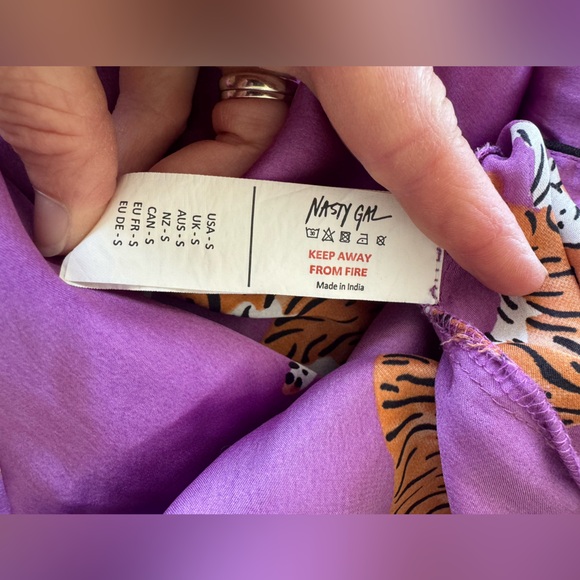 USA - S
UK - S
AUS - S
NZ - S
CAN - S
EU FR - S
EU DE - S
NASTY GAL
KEEP AWAY
FROM FIRE
Made in India